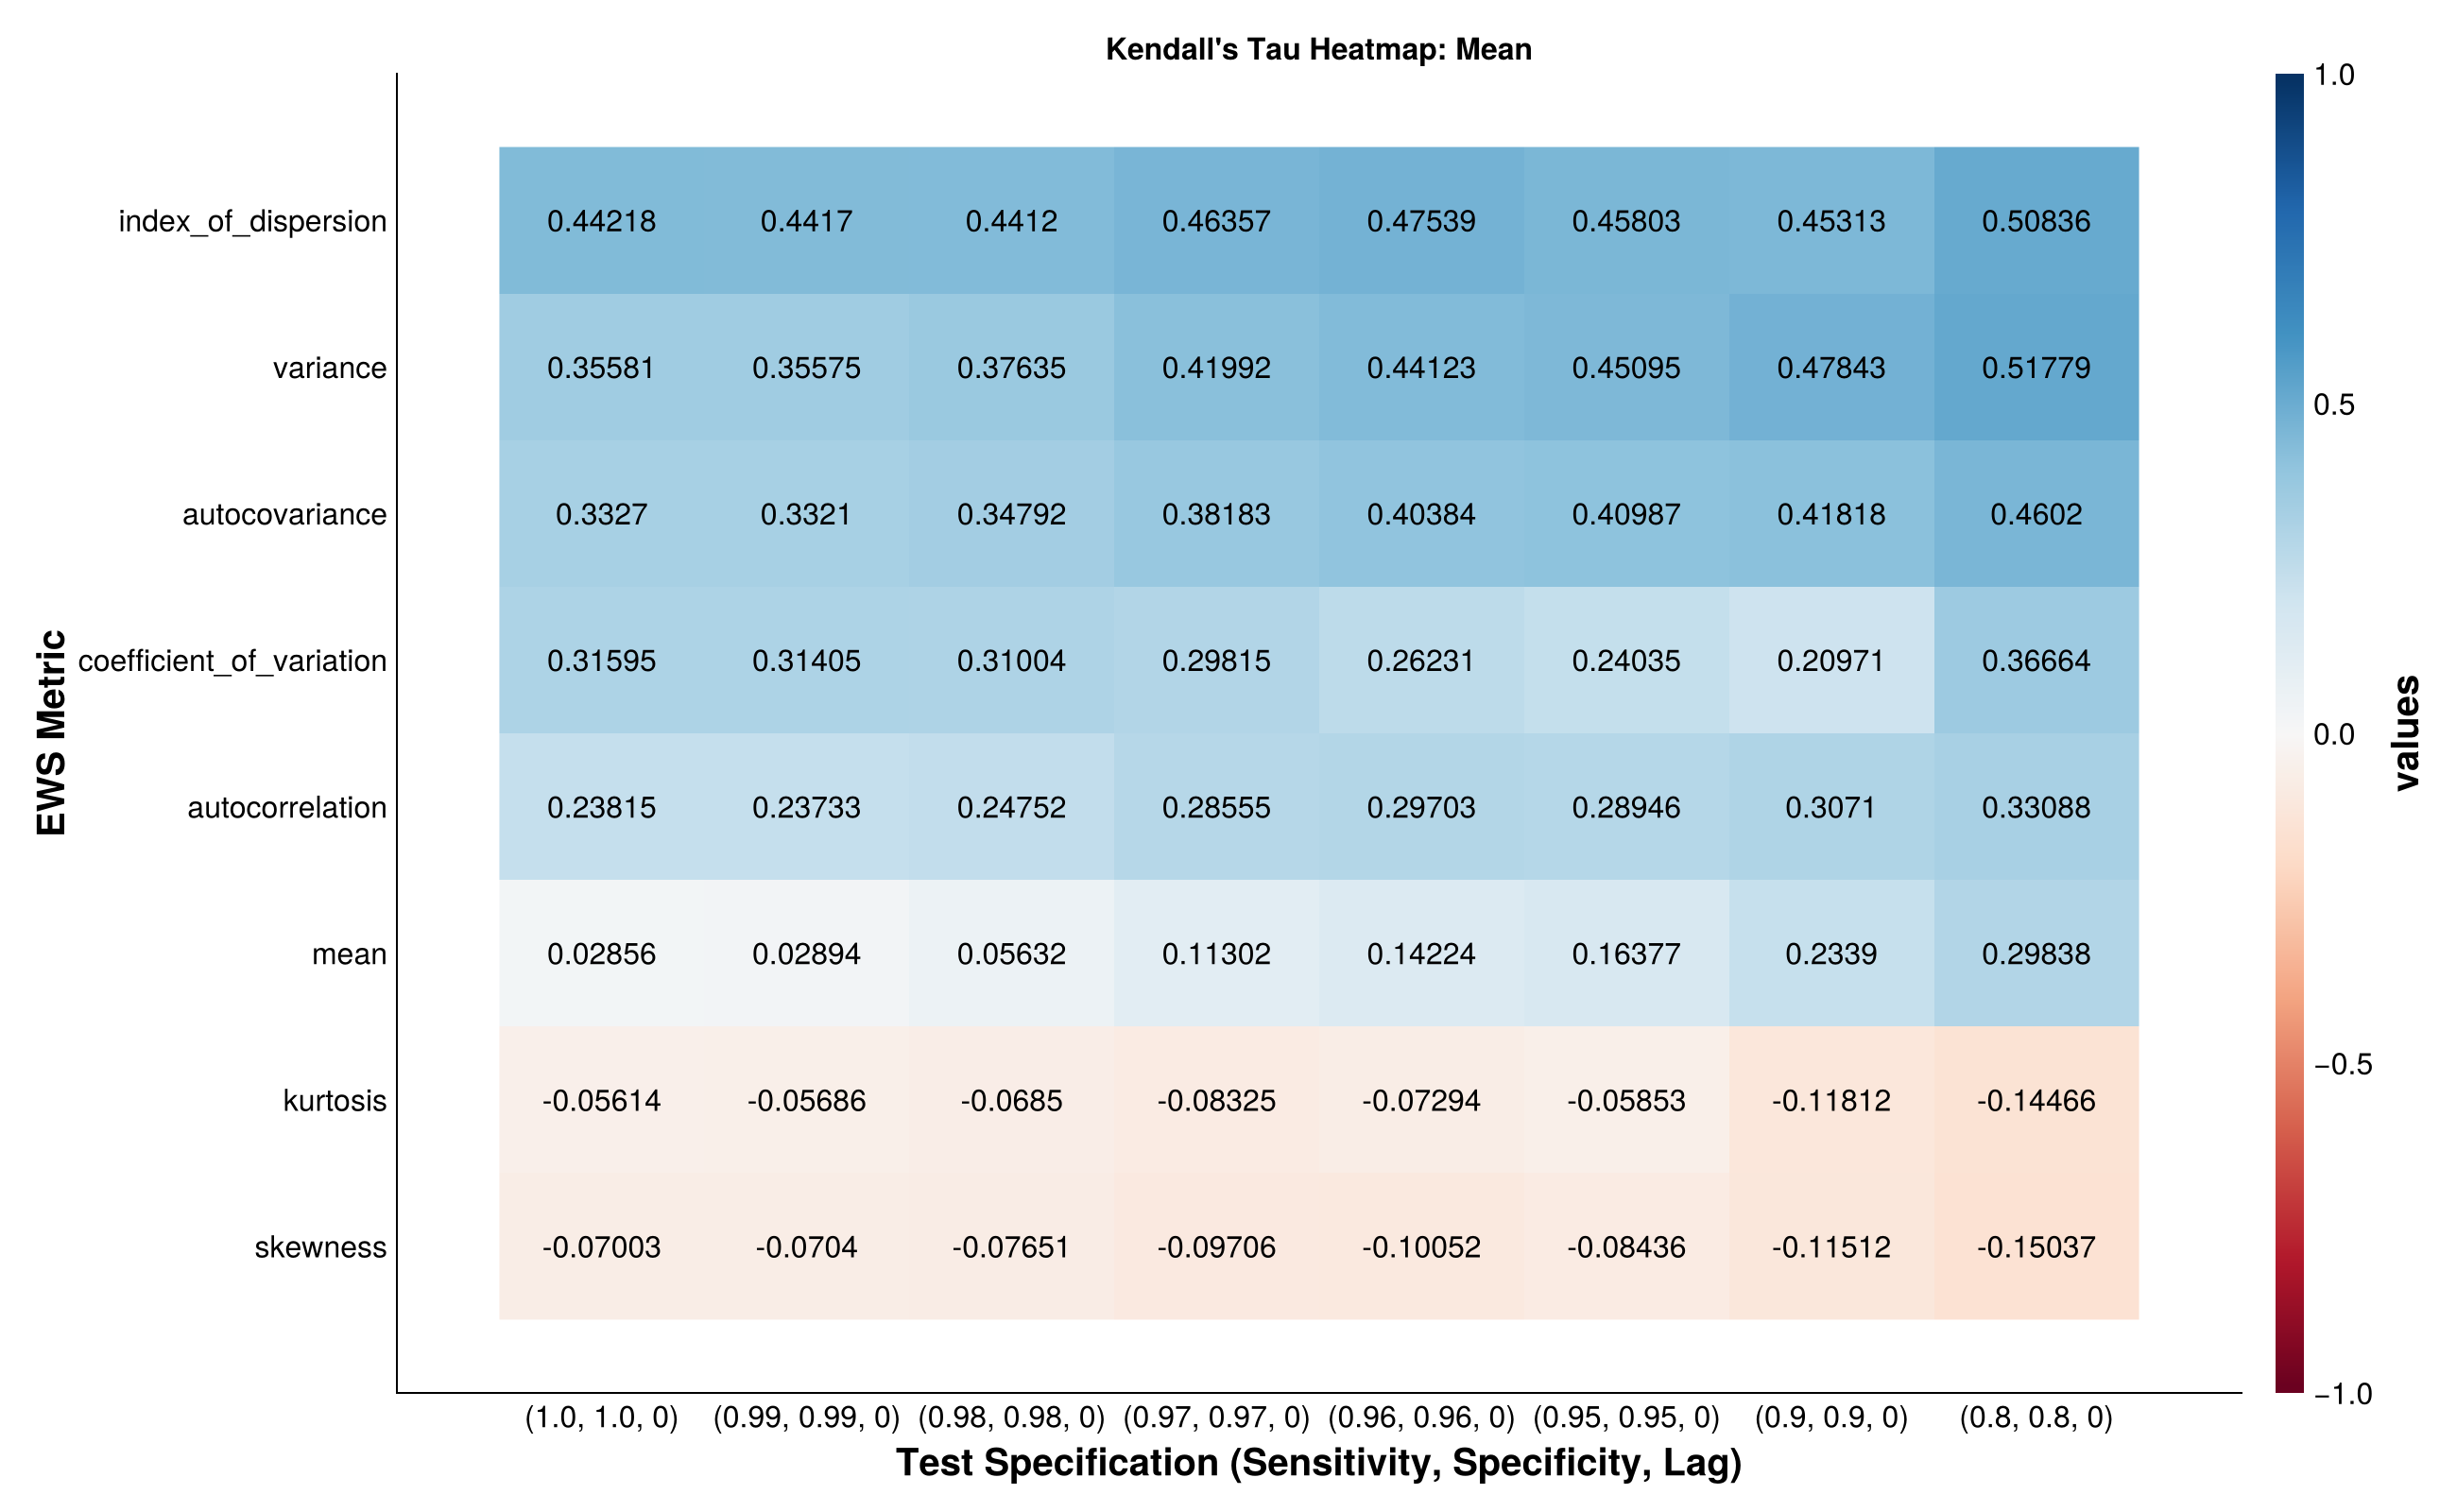 Kendall's Tau Heatmap: Mean
index_of_dispersion 0.44218 0.4417 0.4412 0.46357 0.47539 0.45803 0.45313 0.50836
variance 0.35581 0.35575 0.37635 0.41992 0.44123 0.45095 0.47843 0.51779
autocovariance 0.3327 0.3321 0.34792 0.38183 0.40384 0.40987 0.41818 0.4602
coefficient_of_variation 0.31595 0.31405 0.31004 0.29815 0.26231 0.24035 0.20971 0.36664
autocorrelation 0.23815 0.23733 0.24752 0.28555 0.29703 0.28946 0.3071 0.33088
mean 0.02856 0.02894 0.05632 0.11302 0.14224 0.16377 0.2339 0.29838
kurtosis -0.05614 -0.05686 -0.0685 -0.08325 -0.07294 -0.05853 -0.11812 -0.14466
skewness -0.07003 -0.0704 -0.07651 -0.09706 -0.10052 -0.08436 -0.11512 -0.15037
(1.0, 1.0, 0) (0.99, 0.99, 0) (0.98, 0.98, 0) (0.97, 0.97, 0) (0.96, 0.96, 0) (0.95, 0.95, 0) (0.9, 0.9, 0) (0.8, 0.8, 0)
Test Specification (Sensitivity, Specificity, Lag)
EWS Metric
1.0
0.5
0.0
−0.5
−1.0
values